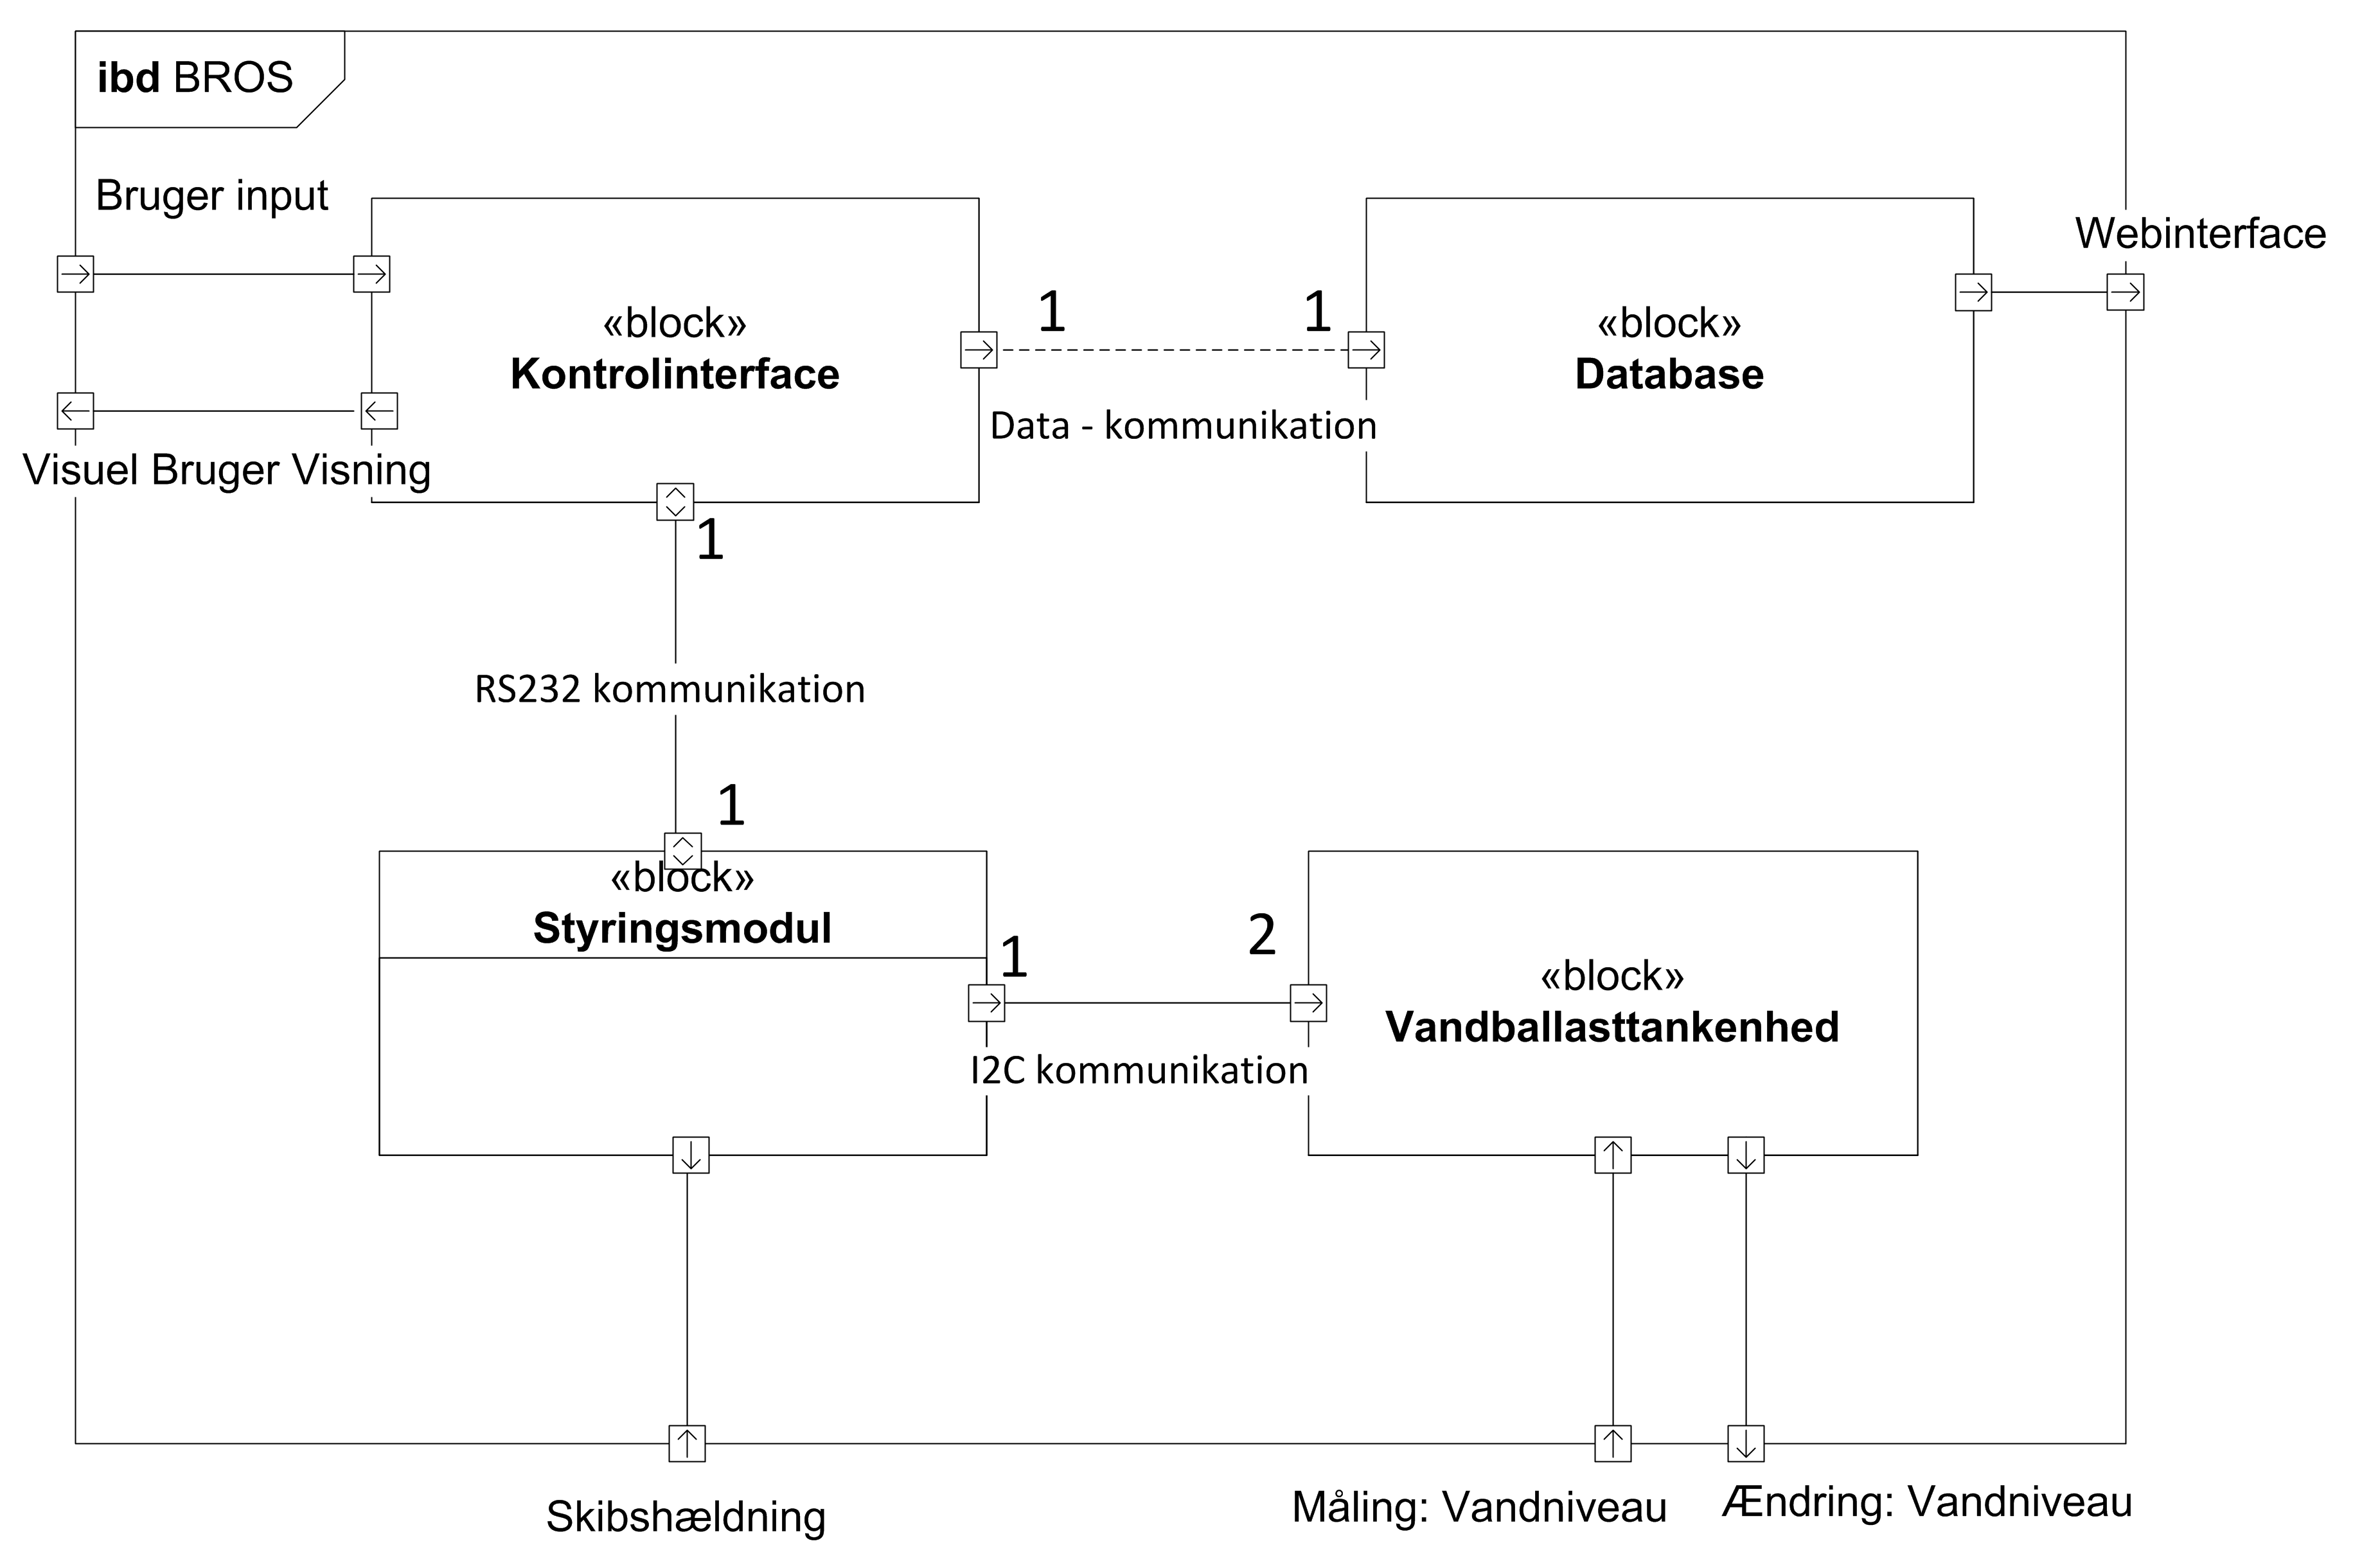 ibd BROS
Bruger input
Webinterface
«block»
Kontrolinterface
1
1
«block»
Database
Data - kommunikation
Visuel Bruger Visning
1
RS232 kommunikation
1
«block»
Styringsmodul
1
2
«block»
Vandballasttankenhed
I2C kommunikation
Skibshældning
Måling: Vandniveau
Ændring: Vandniveau